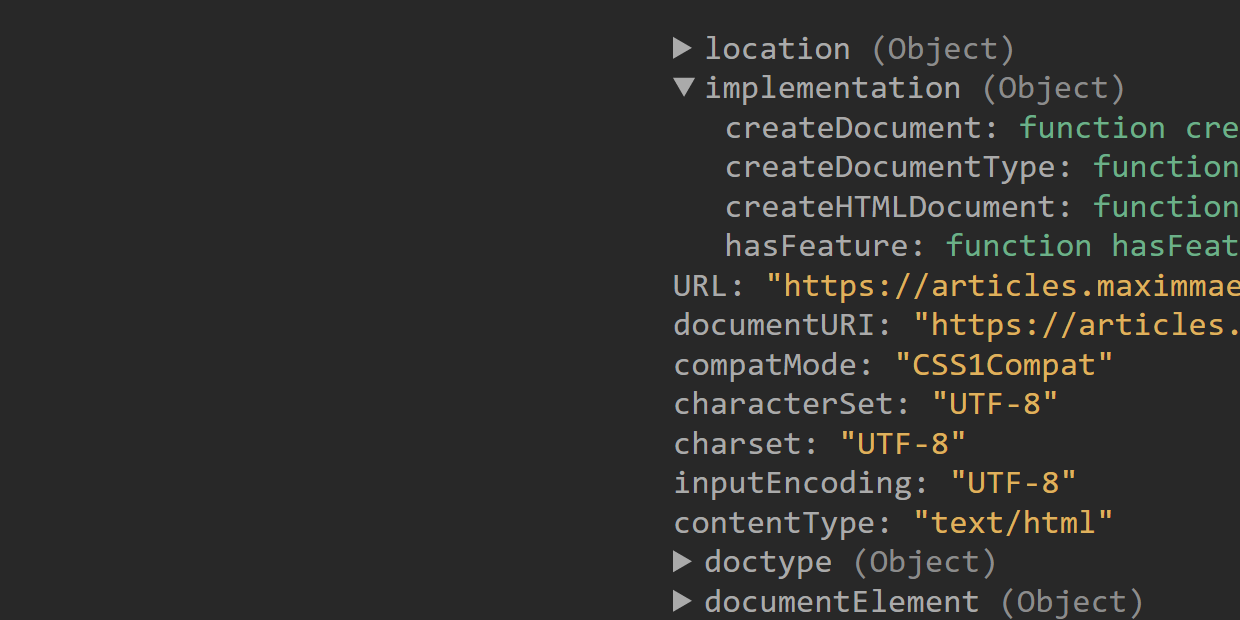 ▶ location (Object)
▼ implementation (Object)
createDocument: function cre
createDocumentType: function
createHTMLDocument: function
hasFeature: function hasFeat
URL: "https://articles.maximmae
documentURI: "https://articles.
compatMode: "CSS1Compat"
characterSet: "UTF-8"
charset: "UTF-8"
inputEncoding: "UTF-8"
contentType: "text/html"
▶ doctype (Object)
▶ documentElement (Object)